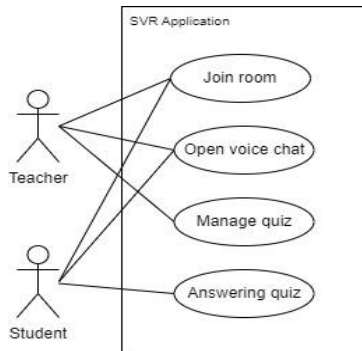 SVR Application
Join room
Open voice chat
Teacher
Manage quiz
Answering quiz
Student